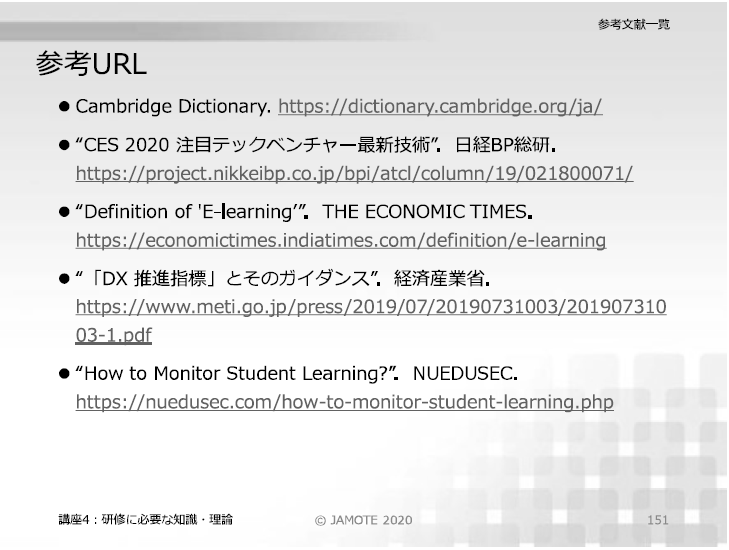 参考文献一覧
参考URL
● Cambridge Dictionary. https://dictionary.cambridge.org/ja/
● “CES 2020 注目テックベンチャー最新技術”．日経BP総研．
https://project.nikkeibp.co.jp/bpi/atcl/column/19/021800071/
● “Definition of 'E-learning'”．THE ECONOMIC TIMES．
https://economictimes.indiatimes.com/definition/e-learning
● “「DX 推進指標」とそのガイダンス”．経済産業省．
https://www.meti.go.jp/press/2019/07/20190731003/201907310
03-1.pdf
● “How to Monitor Student Learning?”．NUEDUSEC．
https://nuedusec.com/how-to-monitor-student-learning.php
講座4：研修に必要な知識・理論 © JAMOTE 2020 151